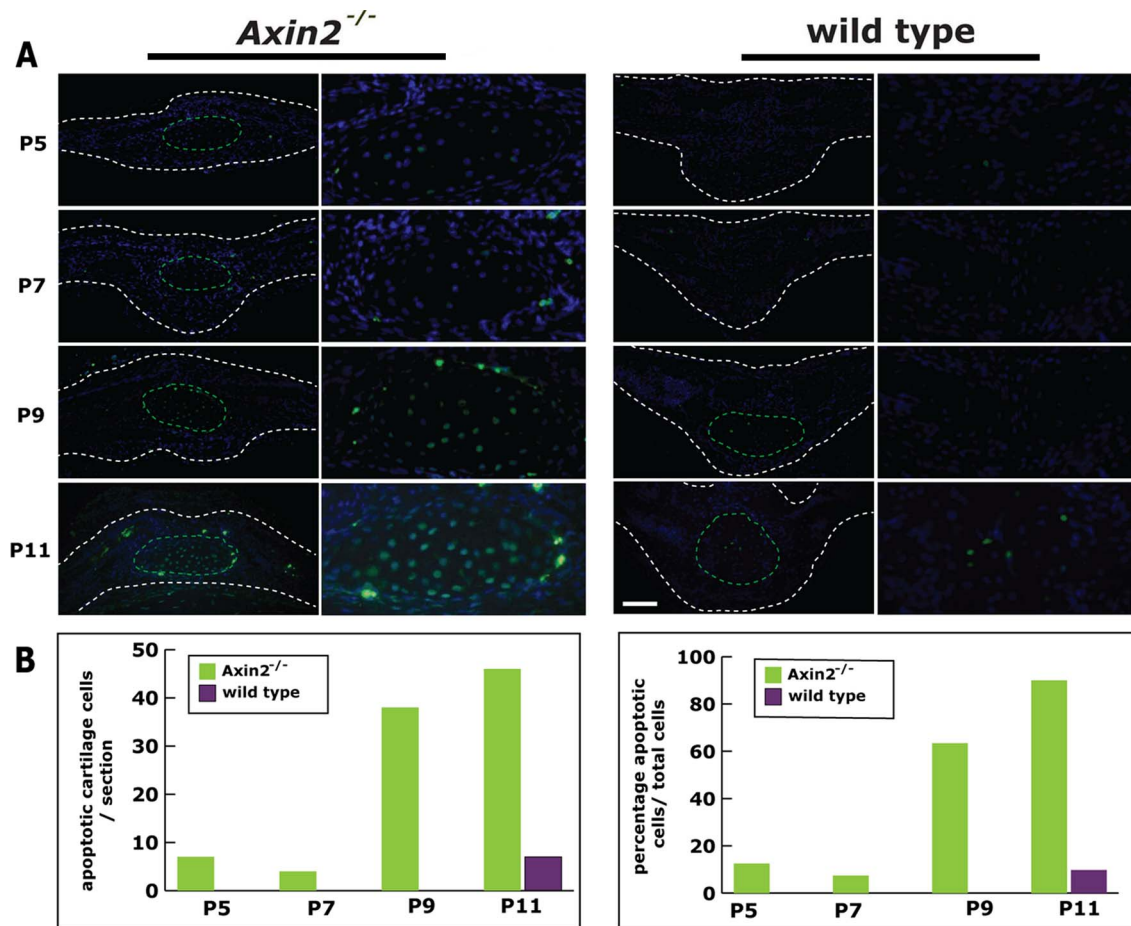 Axin2-/-
wild type
A
P5
P7
P9
P11
B
apoptotic cartilage cells
/ section
50
40
30
20
10
0
Axin2-/-
wild type
P5 P7 P9 P11
percentage apoptotic
cells/ total cells
100
80
60
40
20
0
Axin2-/-
wild type
P5 P7 P9 P11